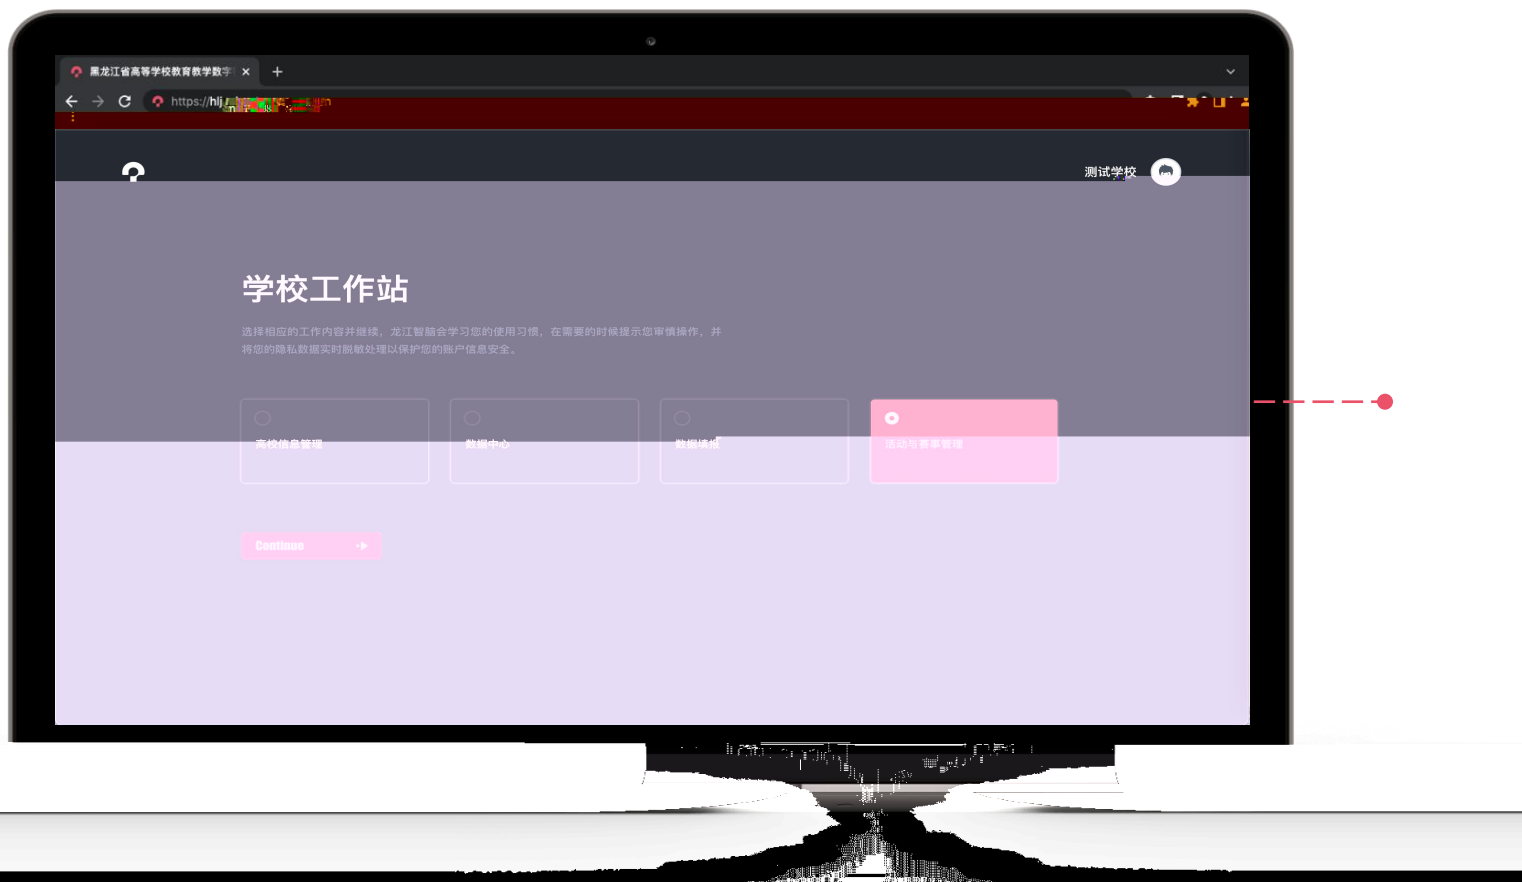 黑龙江省高等学校教育教学数字
https://hlj
测试学校
学校工作站
选择相应的工作内容并继续，龙江智脑会学习您的使用习惯，在需要的时候提示您审慎操作，并
将您的隐私数据实时脱敏处理以保护您的账户信息安全。
高校信息管理
数据中心
数据填报
活动与赛事管理
Continue